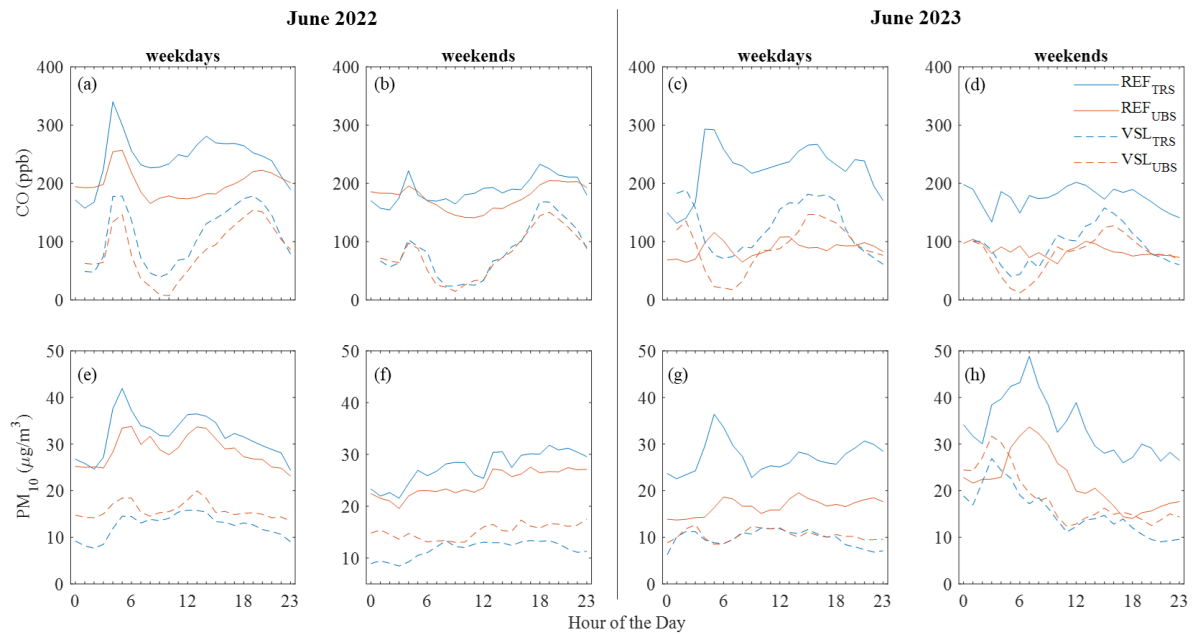 June 2022
June 2023
weekdays
weekends
weekdays
weekends
400
300
200
100
0
CO (ppb)
(a)
400
300
200
100
0
(b)
400
300
200
100
0
(c)
400
300
200
100
0
(d)
REF_TRS
REF_UBS
VSL_TRS
VSL_UBS
50
40
30
20
10
0
PM_10 (μg/m³)
(e)
0 6 12 18 23
50
40
30
20
10
(f)
0 6 12 18 23
50
40
30
20
10
0
(g)
0 6 12 18 23
50
40
30
20
10
0
(h)
0 6 12 18 23
Hour of the Day